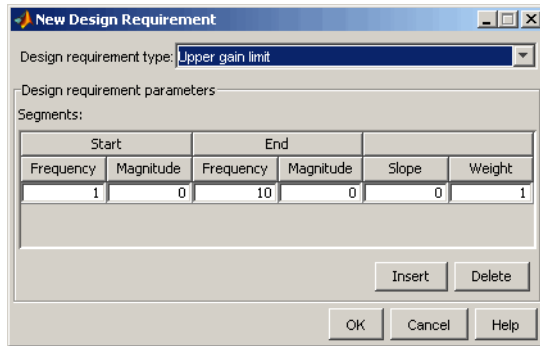 New Design Requirement
Design requirement type: Upper gain limit
Design requirement parameters
Segments:
Start End
Frequency Magnitude Frequency Magnitude Slope Weight
1 0 10 0 0 1
Insert Delete
OK Cancel Help